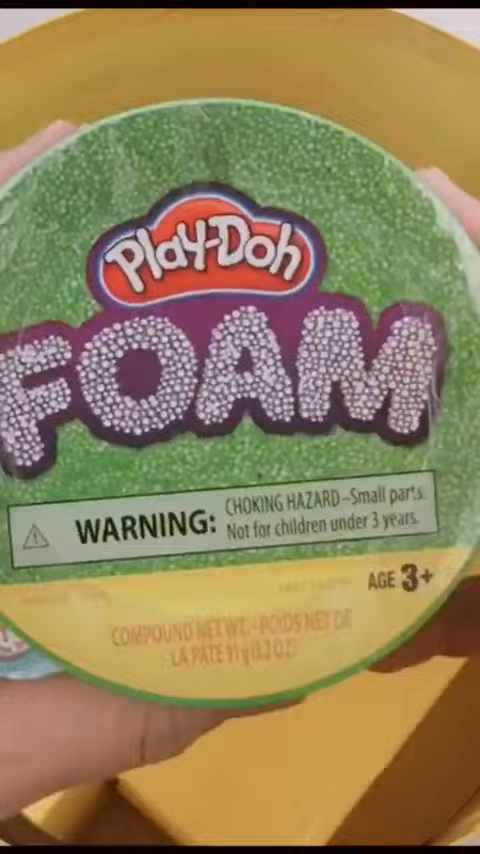 PLAY-DOH
FOAM
WARNING:
CHOKING HAZARD–Small parts.
Not for children under 3 years.
AGE 3+
COMPOUND NET WT. - POIDS NET DE
LA PATE 91 g (3.2 OZ)